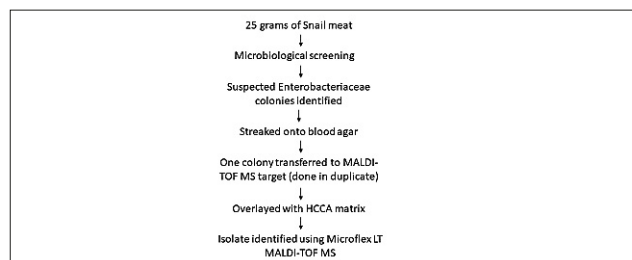 25 grams of Snail meat
Microbiological screening
Suspected Enterobacteriaceae
colonies identified
Streaked onto blood agar
One colony transferred to MALDI-
TOF MS target (done in duplicate)
Overlayed with HCCA matrix
Isolate identified using Microflex LT
MALDI-TOF MS